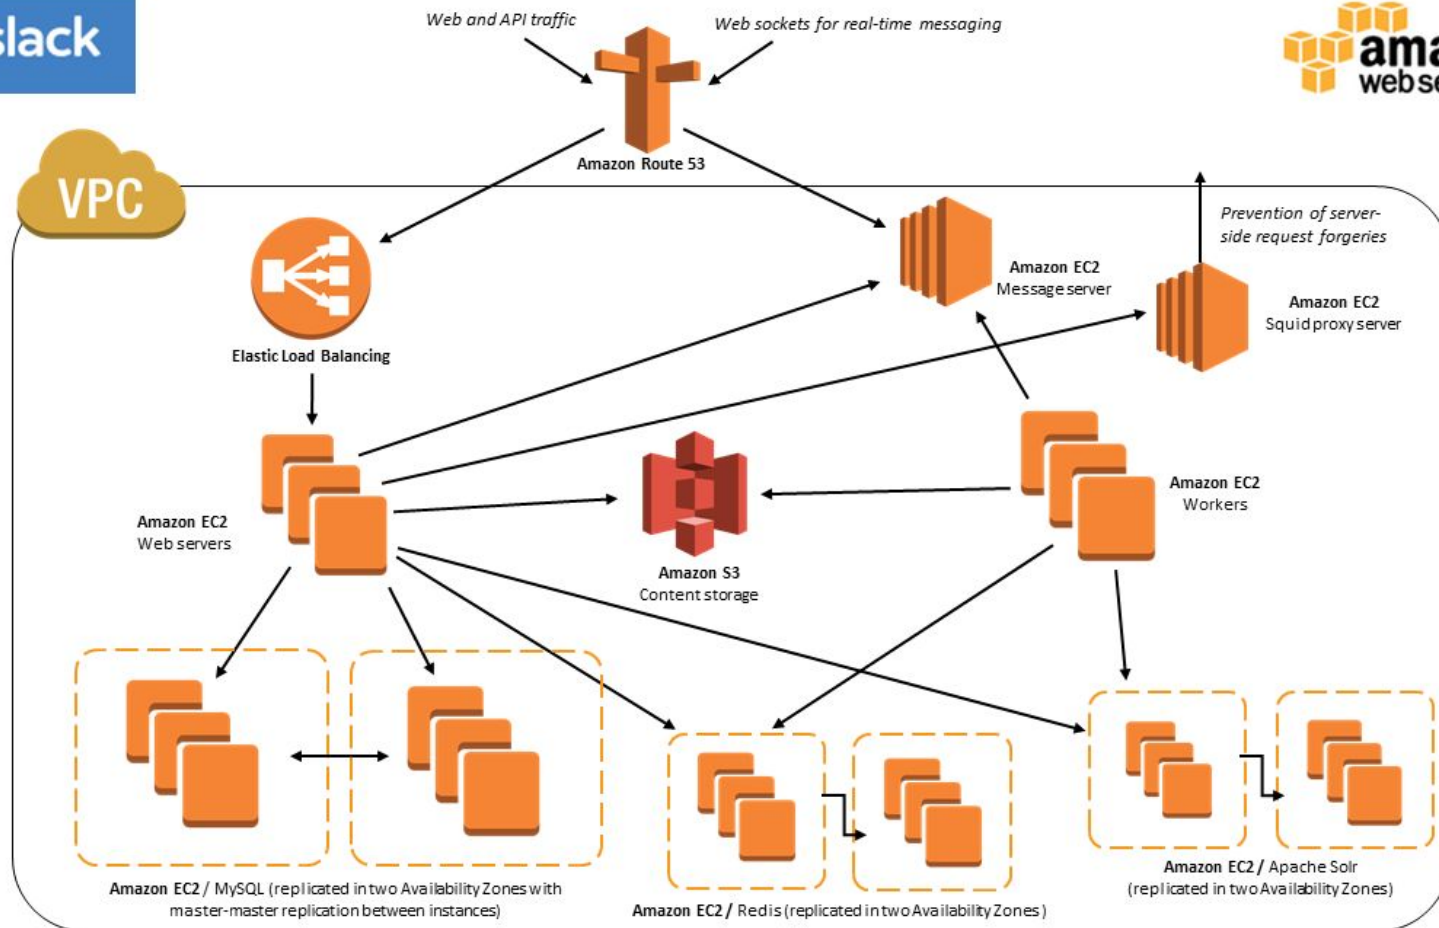 slack
Web and API traffic
Web sockets for real-time messaging
Amazon Route 53
VPC
Prevention of server-
side request forgeries
Amazon EC2
Message server
Amazon EC2
Squid proxy server
Elastic Load Balancing
Amazon EC2
Web servers
Amazon EC2
Workers
Amazon S3
Content storage
Amazon EC2 / MySQL (replicated in two Availability Zones with
master-master replication between instances)
Amazon EC2 / Redis (replicated in two Availability Zones )
Amazon EC2 / Apache Solr
(replicated in two Availability Zones)